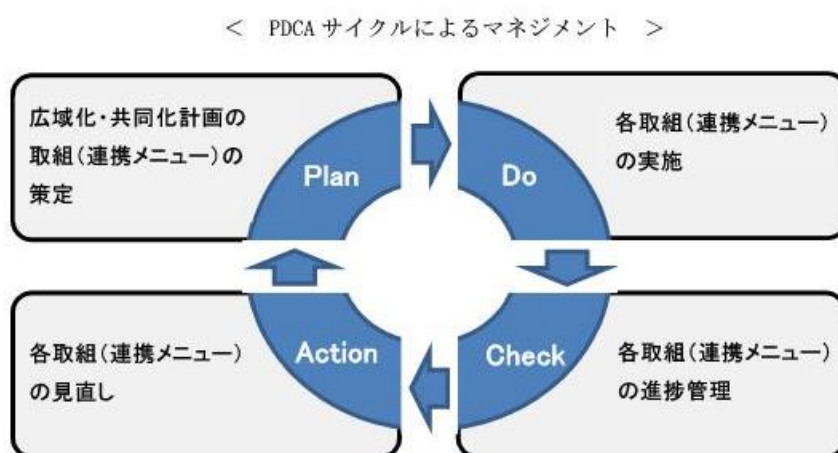 ＜ PDCA サイクルによるマネジメント ＞
広域化・共同化計画の
取組(連携メニュー)の
策定
Plan
Do
各取組(連携メニュー)
の実施
各取組(連携メニュー)
の見直し
Action
Check
各取組(連携メニュー)
の進捗管理